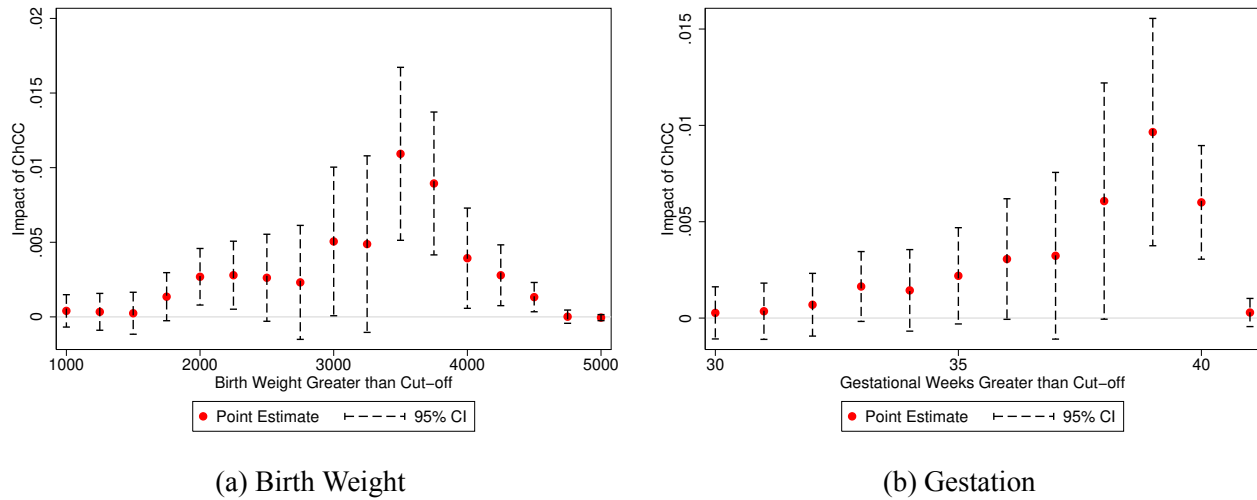 .02
.015
.01
.005
0
Impact of ChCC
1000
2000
3000
4000
5000
Birth Weight Greater than Cut-off
Point Estimate
95% CI
(a) Birth Weight
.015
.01
.005
0
Impact of ChCC
30
35
40
Gestational Weeks Greater than Cut-off
Point Estimate
95% CI
(b) Gestation